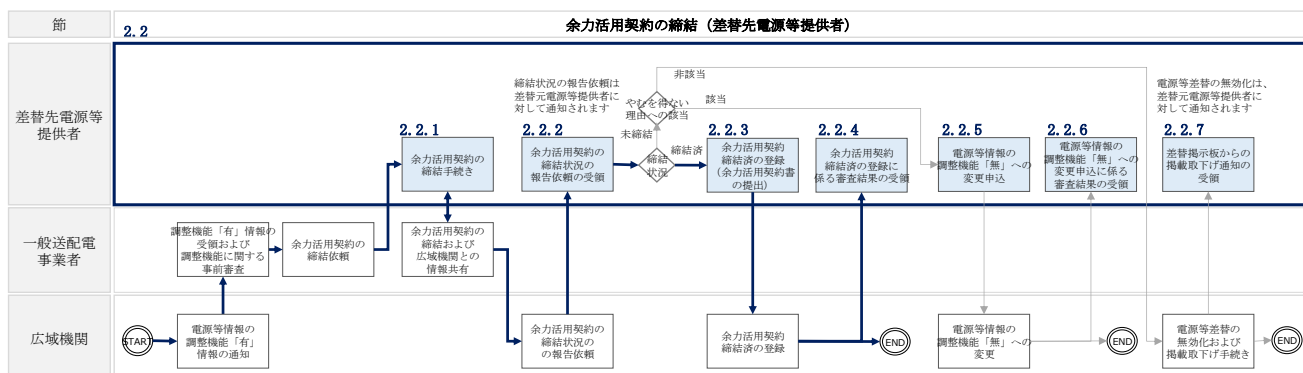 節
2.2
余力活用契約の締結（差替先電源等提供者）
差替先電源等
提供者
締結状況の報告依頼は
差替元電源等提供者に
対して通知されます
非該当
やむを得ない
理由への該当
該当
未締結
締結
状況
締結済
電源等差替の無効化は、
差替元電源等提供者に
対して通知されます
2.2.1
余力活用契約の
締結手続き
2.2.2
余力活用契約の
締結状況の
報告依頼の受領
2.2.3
余力活用契約
締結済の登録
(余力活用契約書
の提出)
2.2.4
余力活用契約
締結済の登録に
係る審査結果の受領
2.2.5
電源等情報の
調整機能「無」への
変更申込
2.2.6
電源等情報の
調整機能「無」への
変更申込に係る
審査結果の受領
2.2.7
差替掲示板からの
掲載取下げ通知の
受領
一般送配電
事業者
調整機能「有」情報の
受領および
調整機能に関する
事前審査
余力活用契約の
締結依頼
余力活用契約の
締結および
広域機関との
情報共有
広域機関
START
電源等情報の
調整機能「有」
情報の通知
余力活用契約の
締結状況の
の報告依頼
余力活用契約
締結済の登録
END
電源等情報の
調整機能「無」への
変更
END
電源等差替の
無効化および
掲載取下げ手続き
END